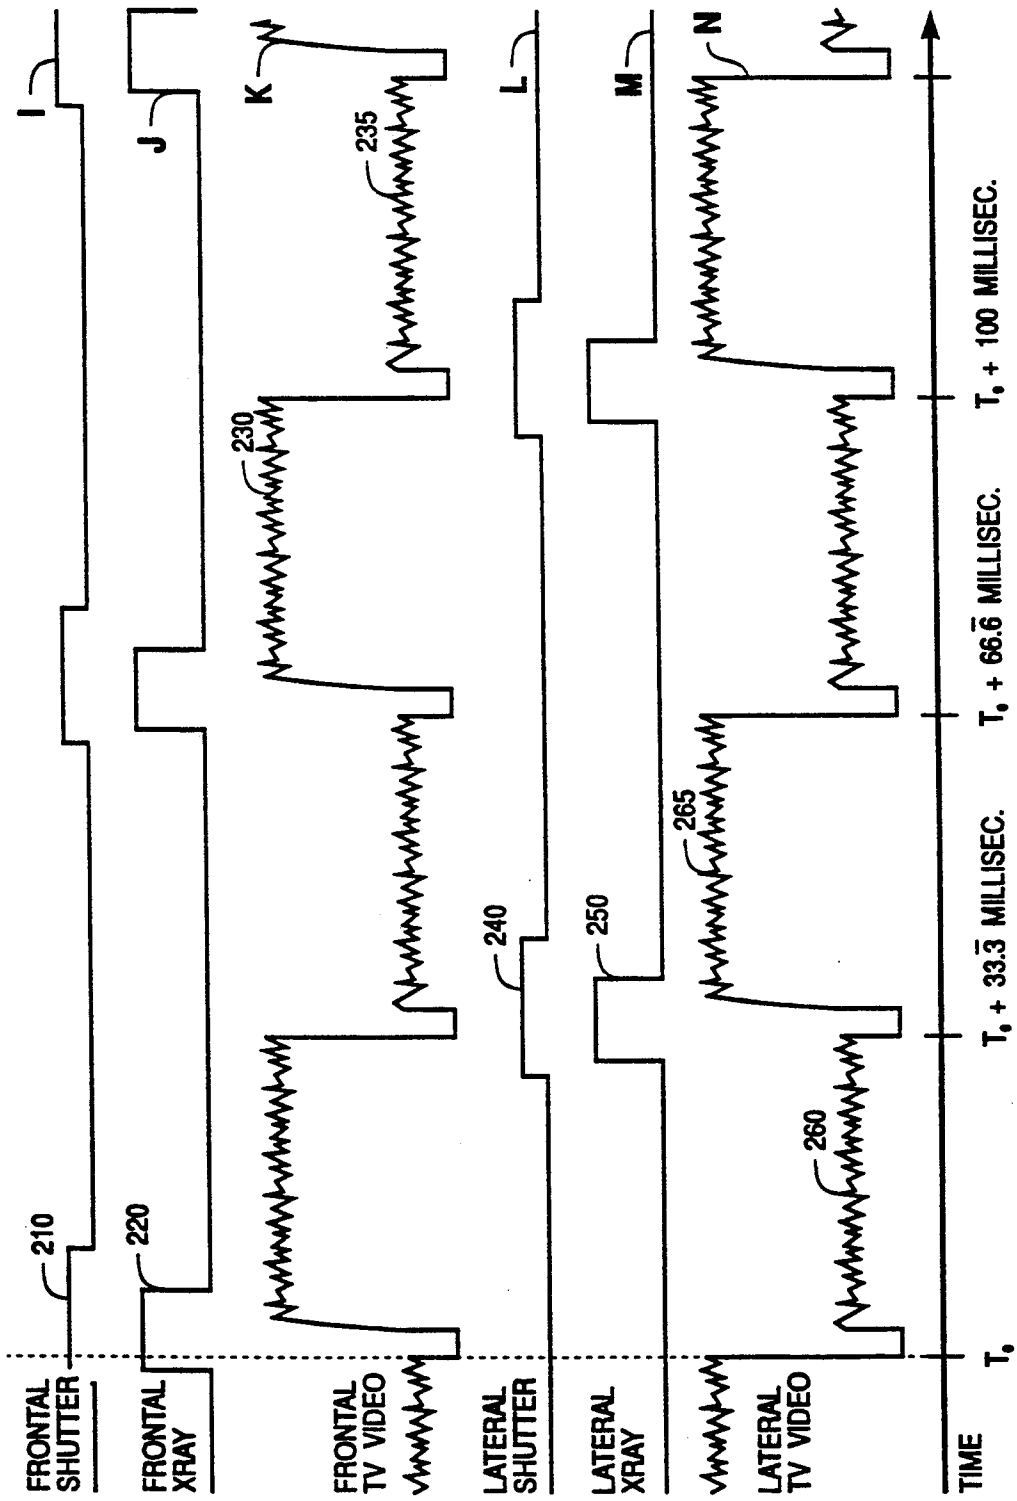 FRONTAL
SHUTTER
210
I
FRONTAL
XRAY
220
J
FRONTAL
TV VIDEO
230
235
K
LATERAL
SHUTTER
240
L
LATERAL
XRAY
250
M
LATERAL
TV VIDEO
260
265
N
TIME
T₀
T₀ + 33.3̅ MILLISEC.
T₀ + 66.6̅ MILLISEC.
T₀ + 100 MILLISEC.